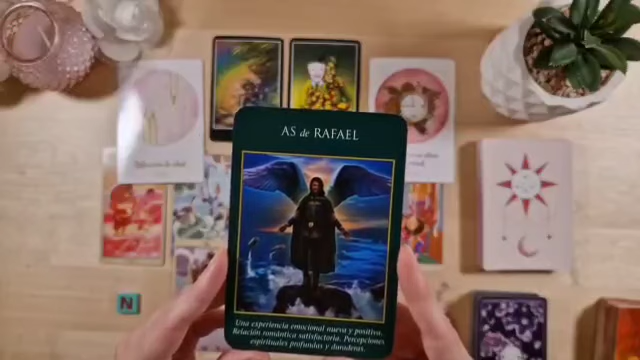 AS de RAFAEL
Una experiencia emocional nueva y positiva.
Relación romántica satisfactoria. Percepciones
espirituales profundas y duraderas.
N